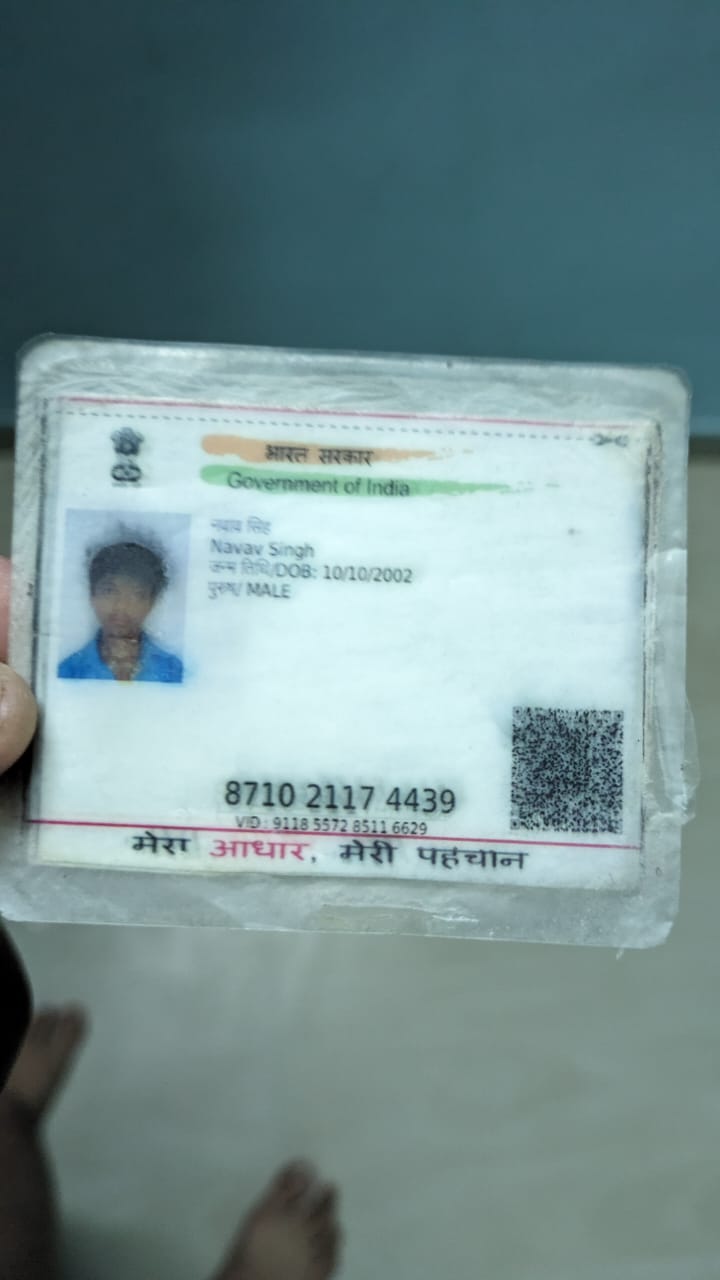 भारत सरकार
Government of India
नवाव सिंह
Navav Singh
जन्म तिथि/DOB: 10/10/2002
पुरुष/ MALE
8710 2117 4439
VID : 9118 5572 8511 6629
मेरा आधार, मेरी पहचान